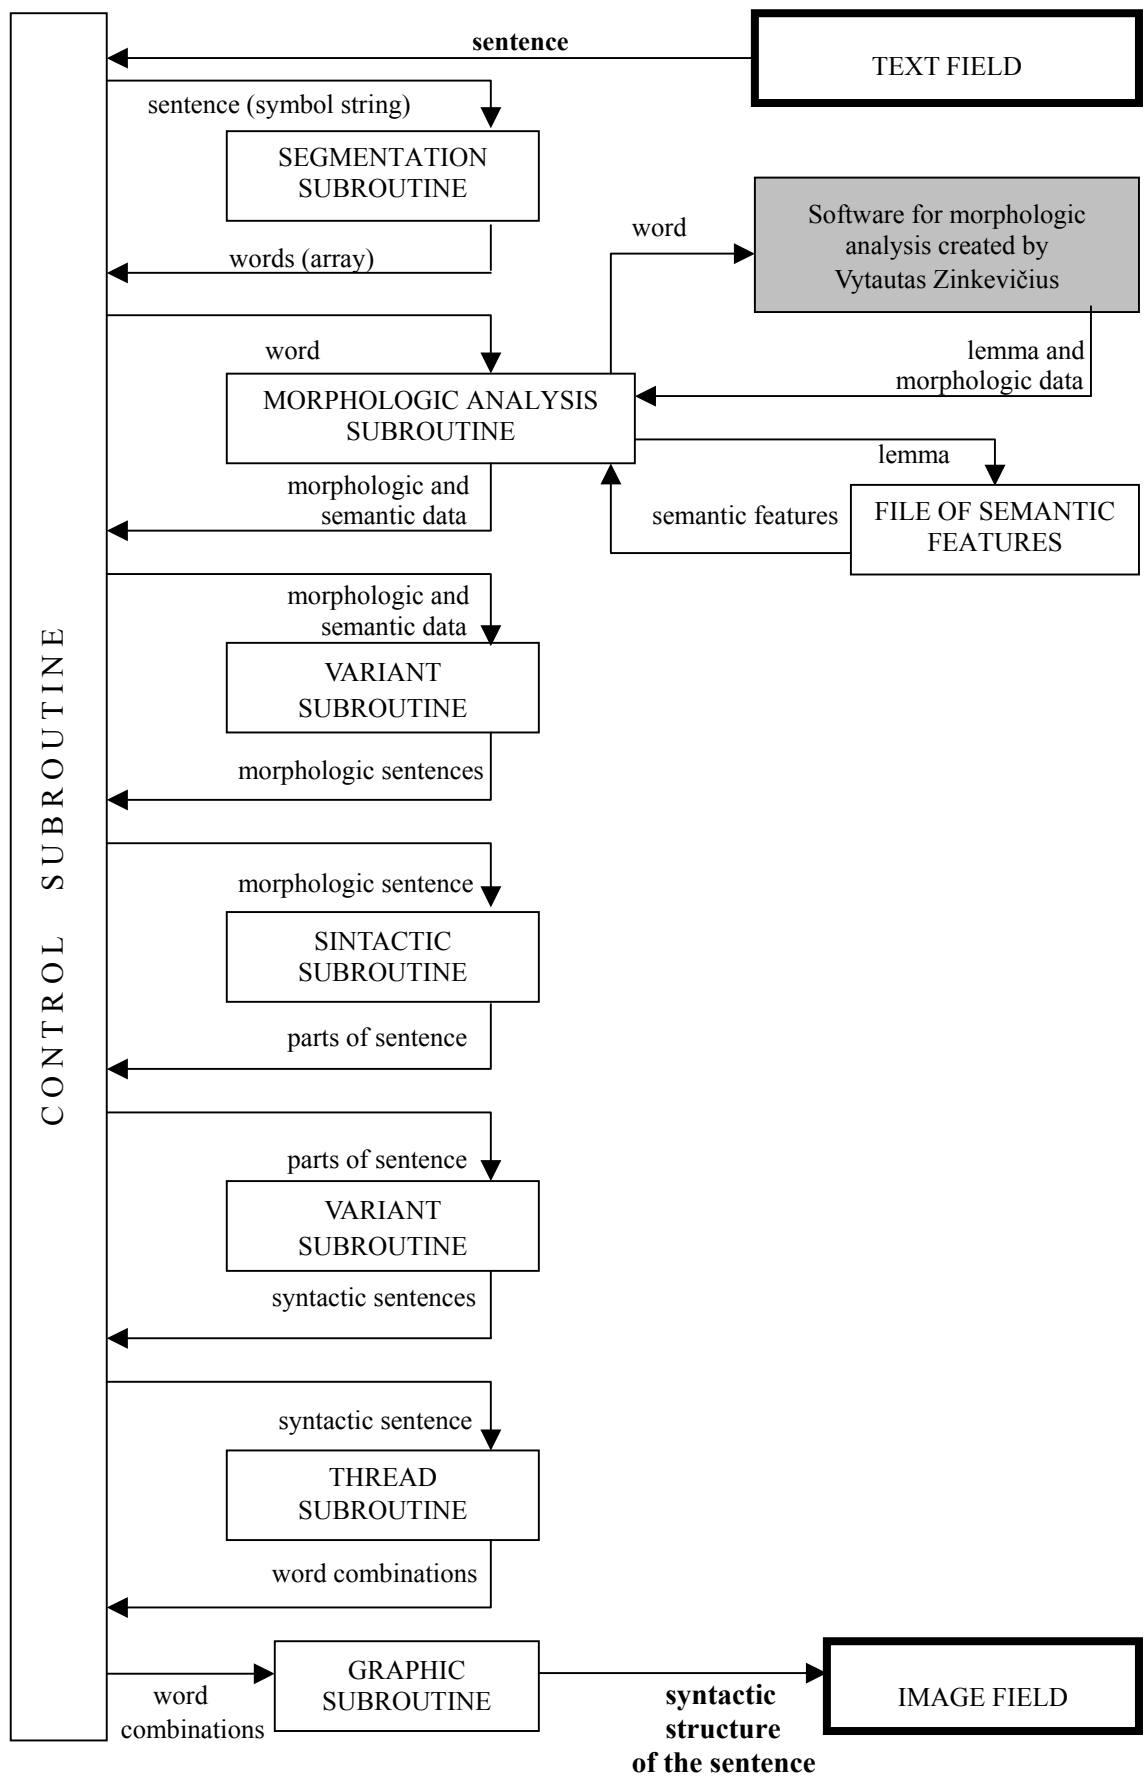 sentence
TEXT FIELD
sentence (symbol string)
SEGMENTATION
SUBROUTINE
words (array)
word
Software for morphologic
analysis created by
Vytautas Zinkevičius
word
lemma and
morphologic data
MORPHOLOGIC ANALYSIS
SUBROUTINE
lemma
morphologic and
semantic data
semantic features
FILE OF SEMANTIC
FEATURES
morphologic and
semantic data
VARIANT
SUBROUTINE
morphologic sentences
CONTROL SUBROUTINE
morphologic sentence
SINTACTIC
SUBROUTINE
parts of sentence
parts of sentence
VARIANT
SUBROUTINE
syntactic sentences
syntactic sentence
THREAD
SUBROUTINE
word combinations
word
combinations
GRAPHIC
SUBROUTINE
syntactic
structure
of the sentence
IMAGE FIELD